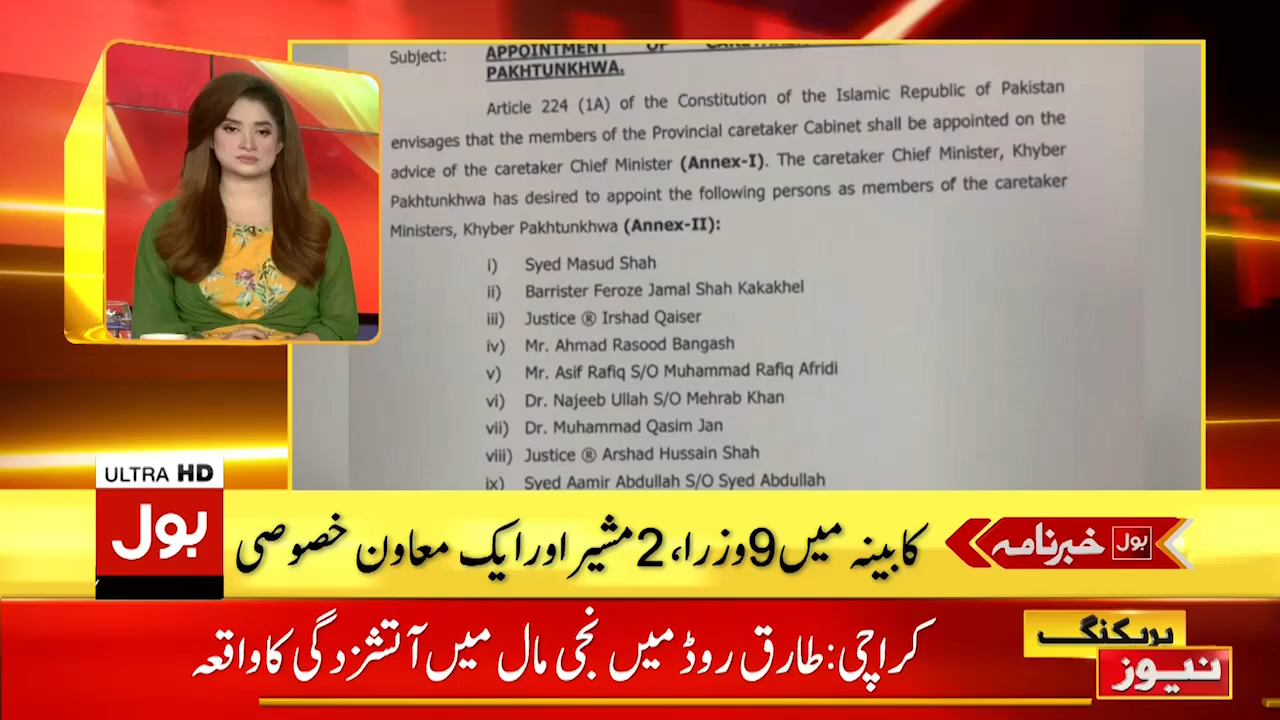 Subject: APPOINTMENT OF CARETAKER
PAKHTUNKHWA.
Article 224 (1A) of the Constitution of the Islamic Republic of Pakistan
envisages that the members of the Provincial caretaker Cabinet shall be appointed on the
advice of the caretaker Chief Minister (Annex-I). The caretaker Chief Minister, Khyber
Pakhtunkhwa has desired to appoint the following persons as members of the caretaker
Ministers, Khyber Pakhtunkhwa (Annex-II):
i) Syed Masud Shah
ii) Barrister Feroze Jamal Shah Kakakhel
iii) Justice ® Irshad Qaiser
iv) Mr. Ahmad Rasood Bangash
v) Mr. Asif Rafiq S/O Muhammad Rafiq Afridi
vi) Dr. Najeeb Ullah S/O Mehrab Khan
vii) Dr. Muhammad Qasim Jan
viii) Justice ® Arshad Hussain Shah
ix) Syed Aamir Abdullah S/O Syed Abdullah
ULTRA HD
بول
بول خبرنامہ
کابینہ میں 9 وزرا، 2 مشیر اور ایک معاون خصوصی
بریکنگ
نیوز
کراچی: طارق روڈ میں نجی مال میں آتشزدگی کا واقعہ